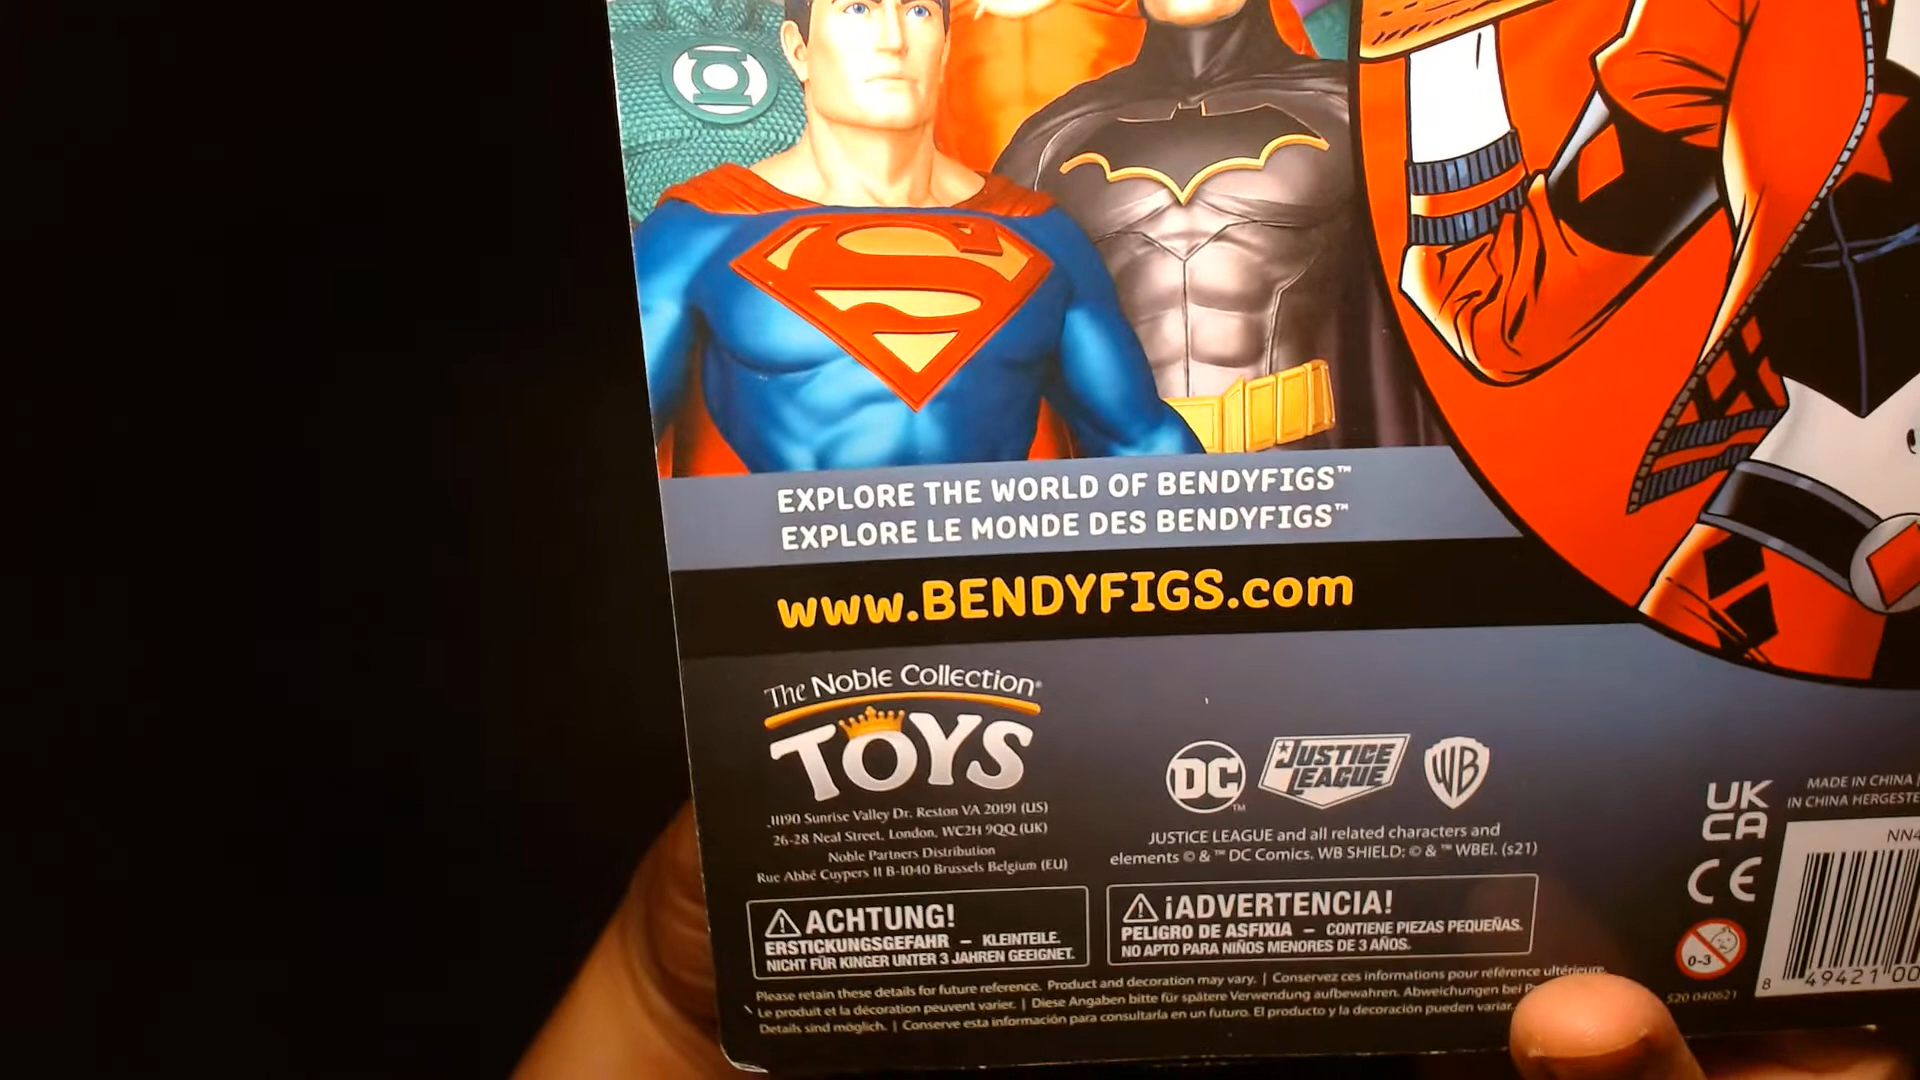 EXPLORE THE WORLD OF BENDYFIGS™
EXPLORE LE MONDE DES BENDYFIGS™
www.BENDYFIGS.com
The Noble Collection®
TOYS
11190 Sunrise Valley Dr. Reston VA 20191 (US)
26-28 Neal Street, London, WC2H 9QQ (UK)
Noble Partners Distribution
Rue Abbé Cuypers 11 B-1040 Brussels Belgium (EU)
DC™
JUSTICE LEAGUE
WB
JUSTICE LEAGUE and all related characters and
elements © & ™ DC Comics. WB SHIELD: © & ™ WBEI. (s21)
UK
CA
CE
MADE IN CHINA |
IN CHINA HERGESTE
NN4
⚠ ACHTUNG!
ERSTICKUNGSGEFAHR – KLEINTEILE.
NICHT FÜR KINGER UNTER 3 JAHREN GEEIGNET.
⚠ ¡ADVERTENCIA!
PELIGRO DE ASFIXIA – CONTIENE PIEZAS PEQUEÑAS.
NO APTO PARA NIÑOS MENORES DE 3 AÑOS.
0-3
8 49421 00
S20 040621
Please retain these details for future reference. Product and decoration may vary. | Conservez ces informations pour référence ultérieure.
Le produit et la décoration peuvent varier. | Diese Angaben bitte für spätere Verwendung aufbewahren. Abweichungen bei
Details sind möglich. | Conserve esta información para consultarla en un futuro. El producto y la decoración pueden variar.